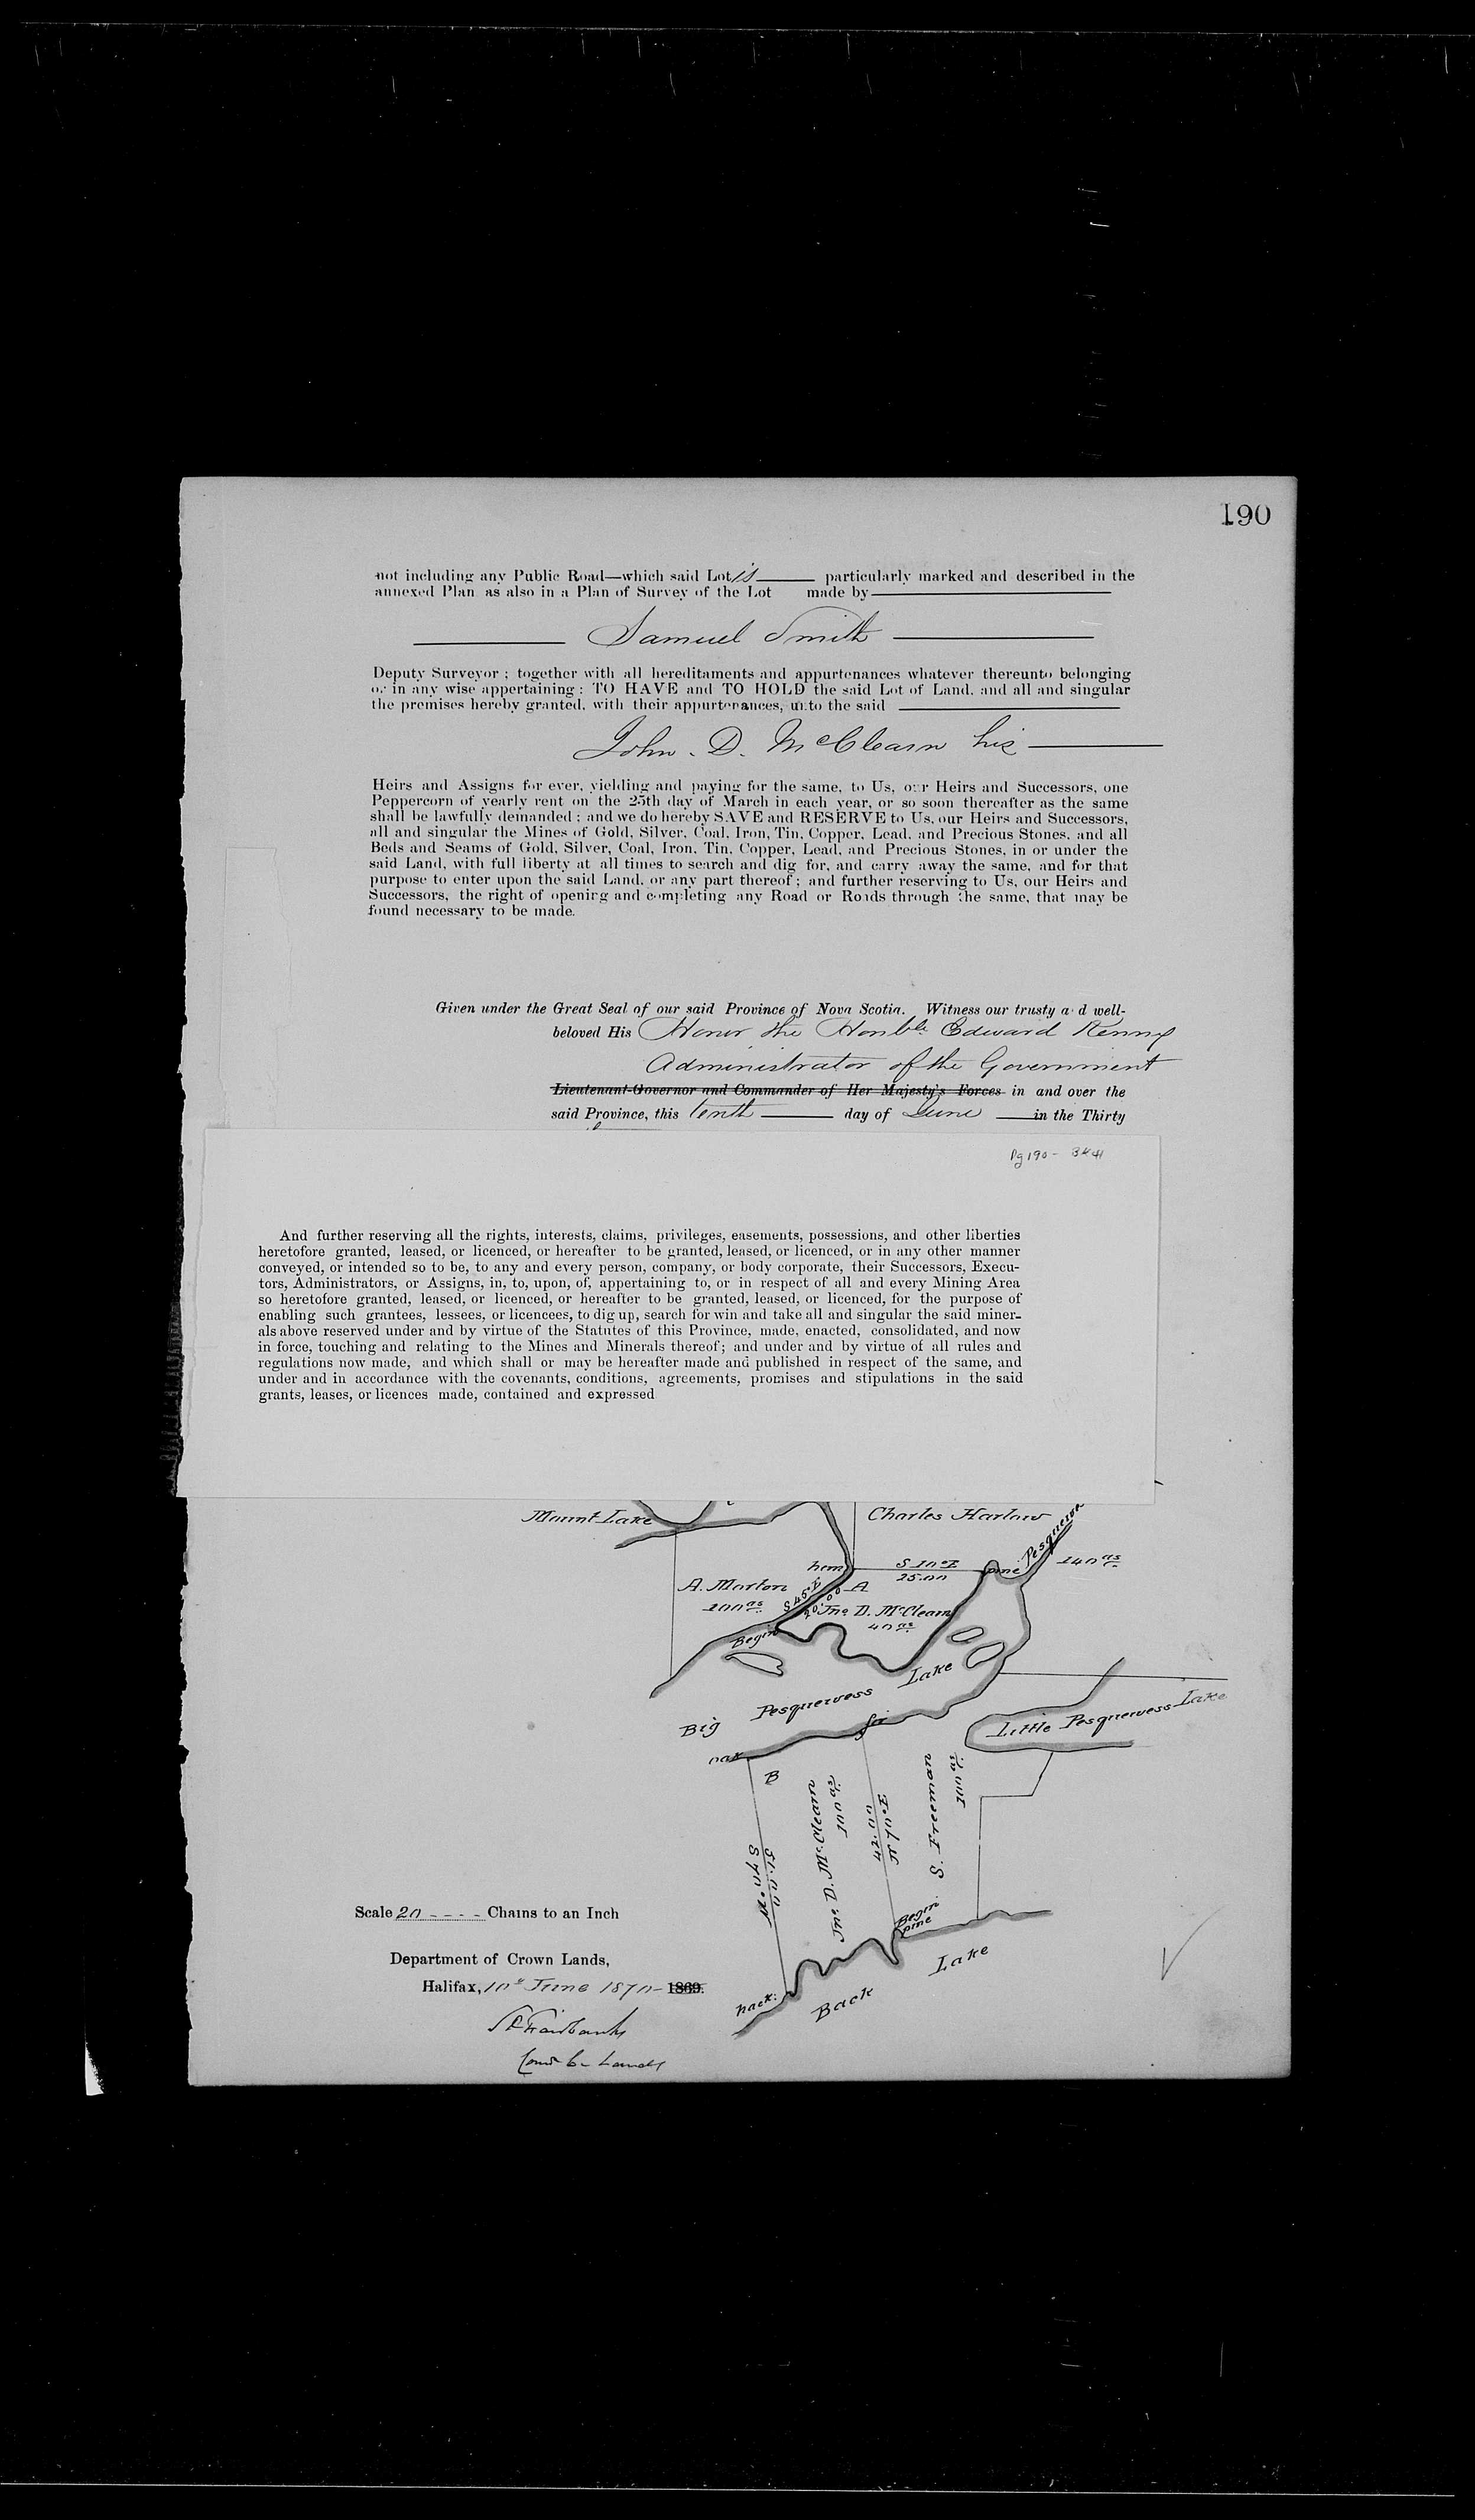 190
not including any Public Road—which said Lot is particularly marked and described in the
annexed Plan as also in a Plan of Survey of the Lot made by
Samuel Smith
Deputy Surveyor ; together with all hereditaments and appurtenances whatever thereunto belonging
or in any wise appertaining : TO HAVE and TO HOLD the said Lot of Land, and all and singular
the premises hereby granted, with their appurtenances, unto the said
John. D. McClearn his
Heirs and Assigns for ever, yielding and paying for the same, to Us, our Heirs and Successors, one
Peppercorn of yearly rent on the 25th day of March in each year, or so soon thereafter as the same
shall be lawfully demanded ; and we do hereby SAVE and RESERVE to Us, our Heirs and Successors,
all and singular the Mines of Gold, Silver, Coal, Iron, Tin, Copper, Lead, and Precious Stones, and all
Beds and Seams of Gold, Silver, Coal, Iron, Tin, Copper, Lead, and Precious Stones, in or under the
said Land, with full liberty at all times to search and dig for, and carry away the same, and for that
purpose to enter upon the said Land, or any part thereof ; and further reserving to Us, our Heirs and
Successors, the right of opening and completing any Road or Roads through the same, that may be
found necessary to be made.
Given under the Great Seal of our said Province of Nova Scotia. Witness our trusty a d well-
beloved His Honor the Honble Edward Kenny
Administrator of the Government
Lieutenant-Governor and Commander of Her Majesty's Forces in and over the
said Province, this tenth day of June in the Thirty
Pg 190 -
And further reserving all the rights, interests, claims, privileges, easements, possessions, and other liberties
heretofore granted, leased, or licenced, or hereafter to be granted, leased, or licenced, or in any other manner
conveyed, or intended so to be, to any and every person, company, or body corporate, their Successors, Execu-
tors, Administrators, or Assigns, in, to, upon, of, appertaining to, or in respect of all and every Mining Area
so heretofore granted, leased, or licenced, or hereafter to be granted, leased, or licenced, for the purpose of
enabling such grantees, lessees, or licencees, to dig up, search for win and take all and singular the said miner-
als above reserved under and by virtue of the Statutes of this Province, made, enacted, consolidated, and now
in force, touching and relating to the Mines and Minerals thereof; and under and by virtue of all rules and
regulations now made, and which shall or may be hereafter made and published in respect of the same, and
under and in accordance with the covenants, conditions, agreements, promises and stipulations in the said
grants, leases, or licences made, contained and expressed
Mount Lake
Charles Harlow
140 as
hem
S 10° E
25.00
pine
A. Morton
100 as
A
20.00
Jno D. McClearn
40 as
Begin
Big Pesquewess Lake
Little Pesquewess Lake
fir
oak
B
Jno. D. McClearn
100 as
42.00
N 70° E
S. Freeman
100 as
S 70° W
51.00
Begin
pine
Back Lake
hack:
Scale 20 - - - - Chains to an Inch
Department of Crown Lands,
Halifax, 10th June 1870 - 1869.
S P Fairbanks
Comr Cr Lands